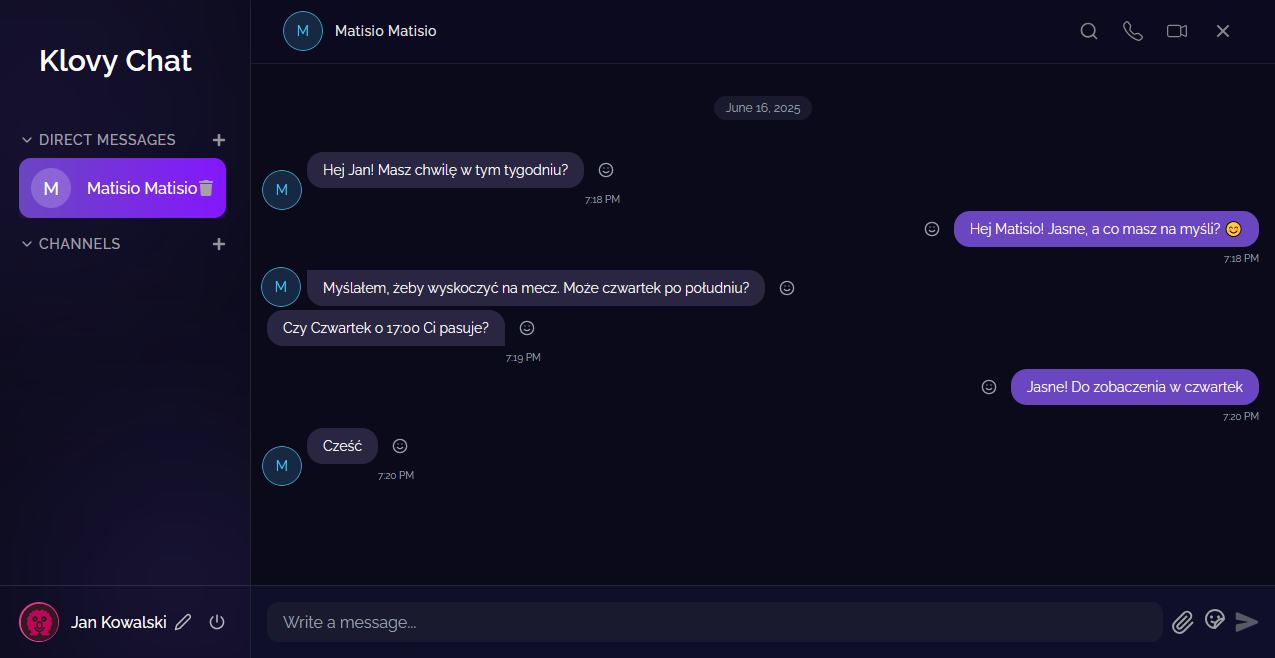 Klovy Chat
DIRECT MESSAGES
M
Matisio Matisio
CHANNELS
Jan Kowalski
M
Matisio Matisio
June 16, 2025
Hej Jan! Masz chwilę w tym tygodniu?
M
7:18 PM
Hej Matisio! Jasne, a co masz na myśli? 😊
7:18 PM
M
Myślałem, żeby wyskoczyć na mecz. Może czwartek po południu?
Czy Czwartek o 17:00 Ci pasuje?
7:19 PM
Jasne! Do zobaczenia w czwartek
7:20 PM
Cześć
M
7:20 PM
Write a message...